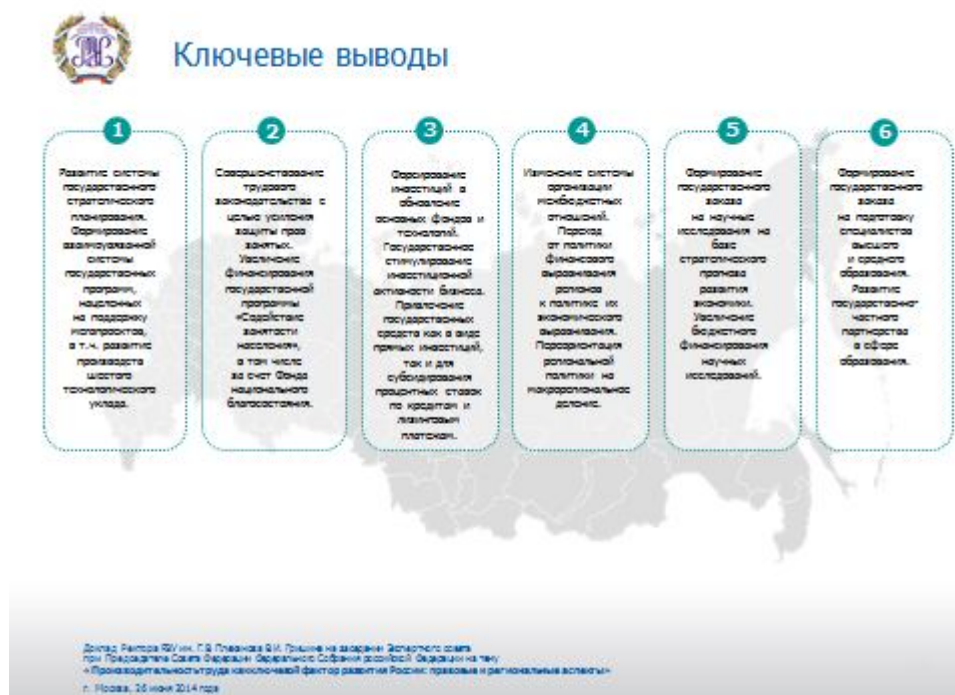 Ключевые выводы
1
Развитие системы
государственного
стратегического
планирования.
Формирование
взаимоувязанной
системы
государственных
программ,
нацеленных
на поддержку
мегапроектов,
в т.ч. развитие
производств
шестого
технологического
уклада.
2
Совершенствование
трудового
законодательства с
целью усиления
защиты прав
занятых.
Увеличение
финансирования
государственной
программы
«Содействие
занятости
населения»,
в том числе
за счет Фонда
национального
благосостояния.
3
Форсирование
инвестиций в
обновление
основных фондов и
технологий.
Государственное
стимулирование
инвестиционной
активности бизнеса.
Привлечение
государственных
средств как в виде
прямых инвестиций,
так и для
субсидирования
процентных ставок
по кредитам и
лизинговым
платежам.
4
Изменение системы
организации
межбюджетных
отношений.
Переход
от политики
финансового
выравнивания
регионов
к политике их
экономического
выравнивания.
Переориентация
региональной
политики на
макрорегиональное
деление.
5
Формирование
государственного
заказа
на научные
исследования на
базе
стратегического
прогноза
развития
экономики.
Увеличение
бюджетного
финансирования
научных
исследований.
6
Формирование
государственного
заказа
на подготовку
специалистов
высшего
и среднего
образования.
Развитие
государственно-
частного
партнерства
в сфере
образования.
Доклад Ректора РЭУ им. Г.В. Плеханова В.И. Гришина на заседании Экспертного совета
при Председателе Совета Федерации Федерального Собрания российской Федерации на тему
«Производительность труда как ключевой фактор развития России: правовые и региональные аспекты»
г. Москва, 26 июня 2014 года